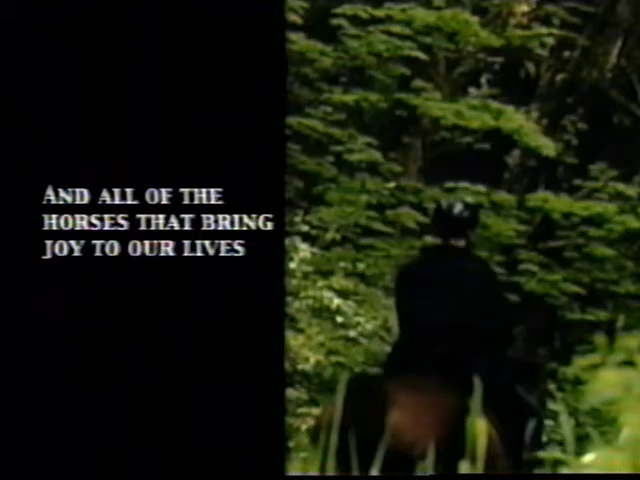 AND ALL OF THE
HORSES THAT BRING
JOY TO OUR LIVES